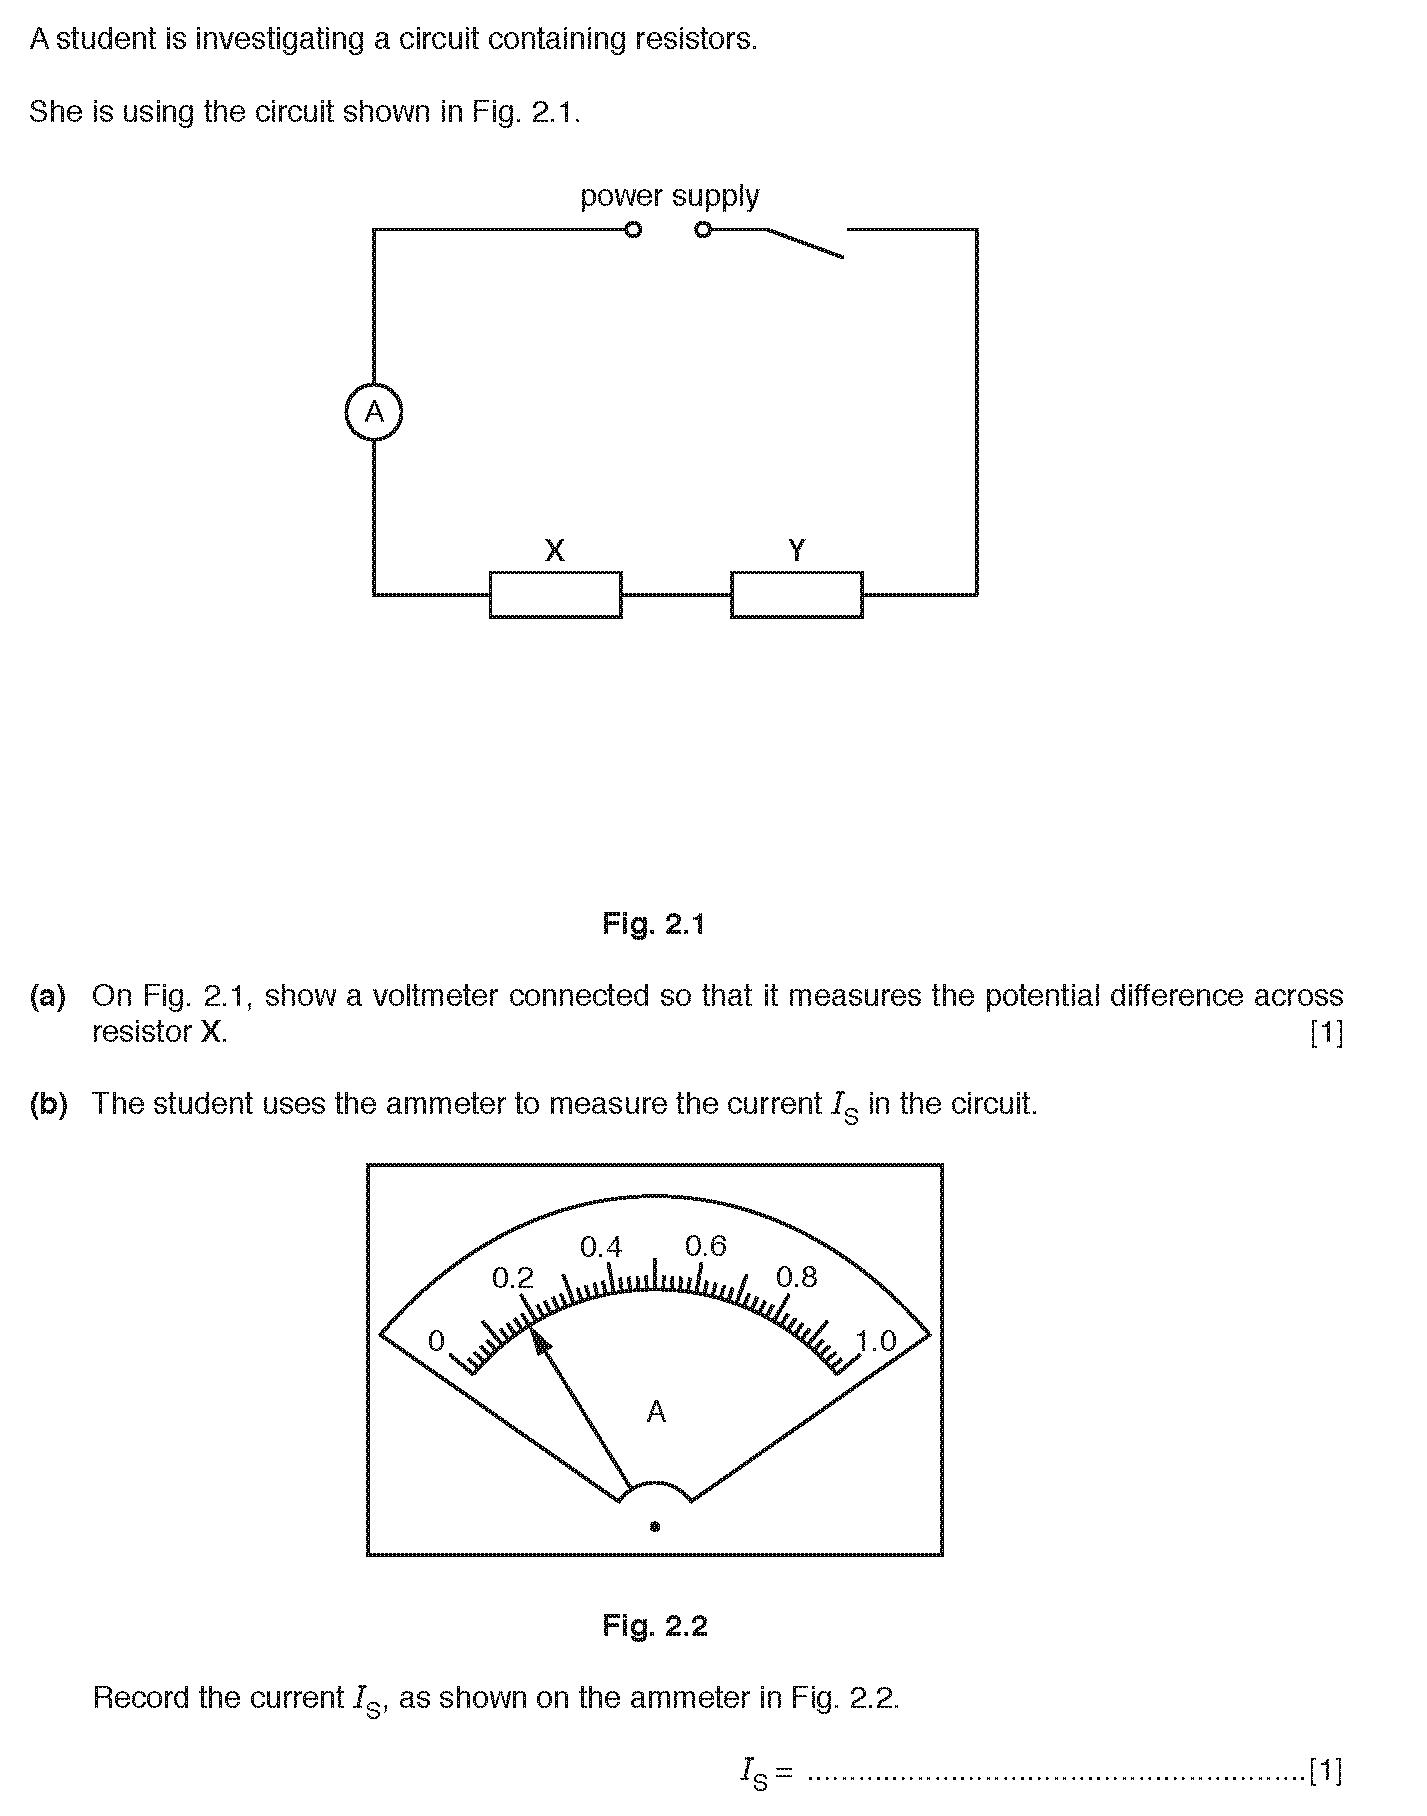 A student is investigating a circuit containing resistors.
She is using the circuit shown in Fig. 2.1.
power supply
A
X Y
Fig. 2.1
(a) On Fig. 2.1, show a voltmeter connected so that it measures the potential difference across
resistor X. [1]
(b) The student uses the ammeter to measure the current I_S in the circuit.
0 0.2 0.4 0.6 0.8 1.0
A
Fig. 2.2
Record the current I_S, as shown on the ammeter in Fig. 2.2.
I_S = ............................................................[1]